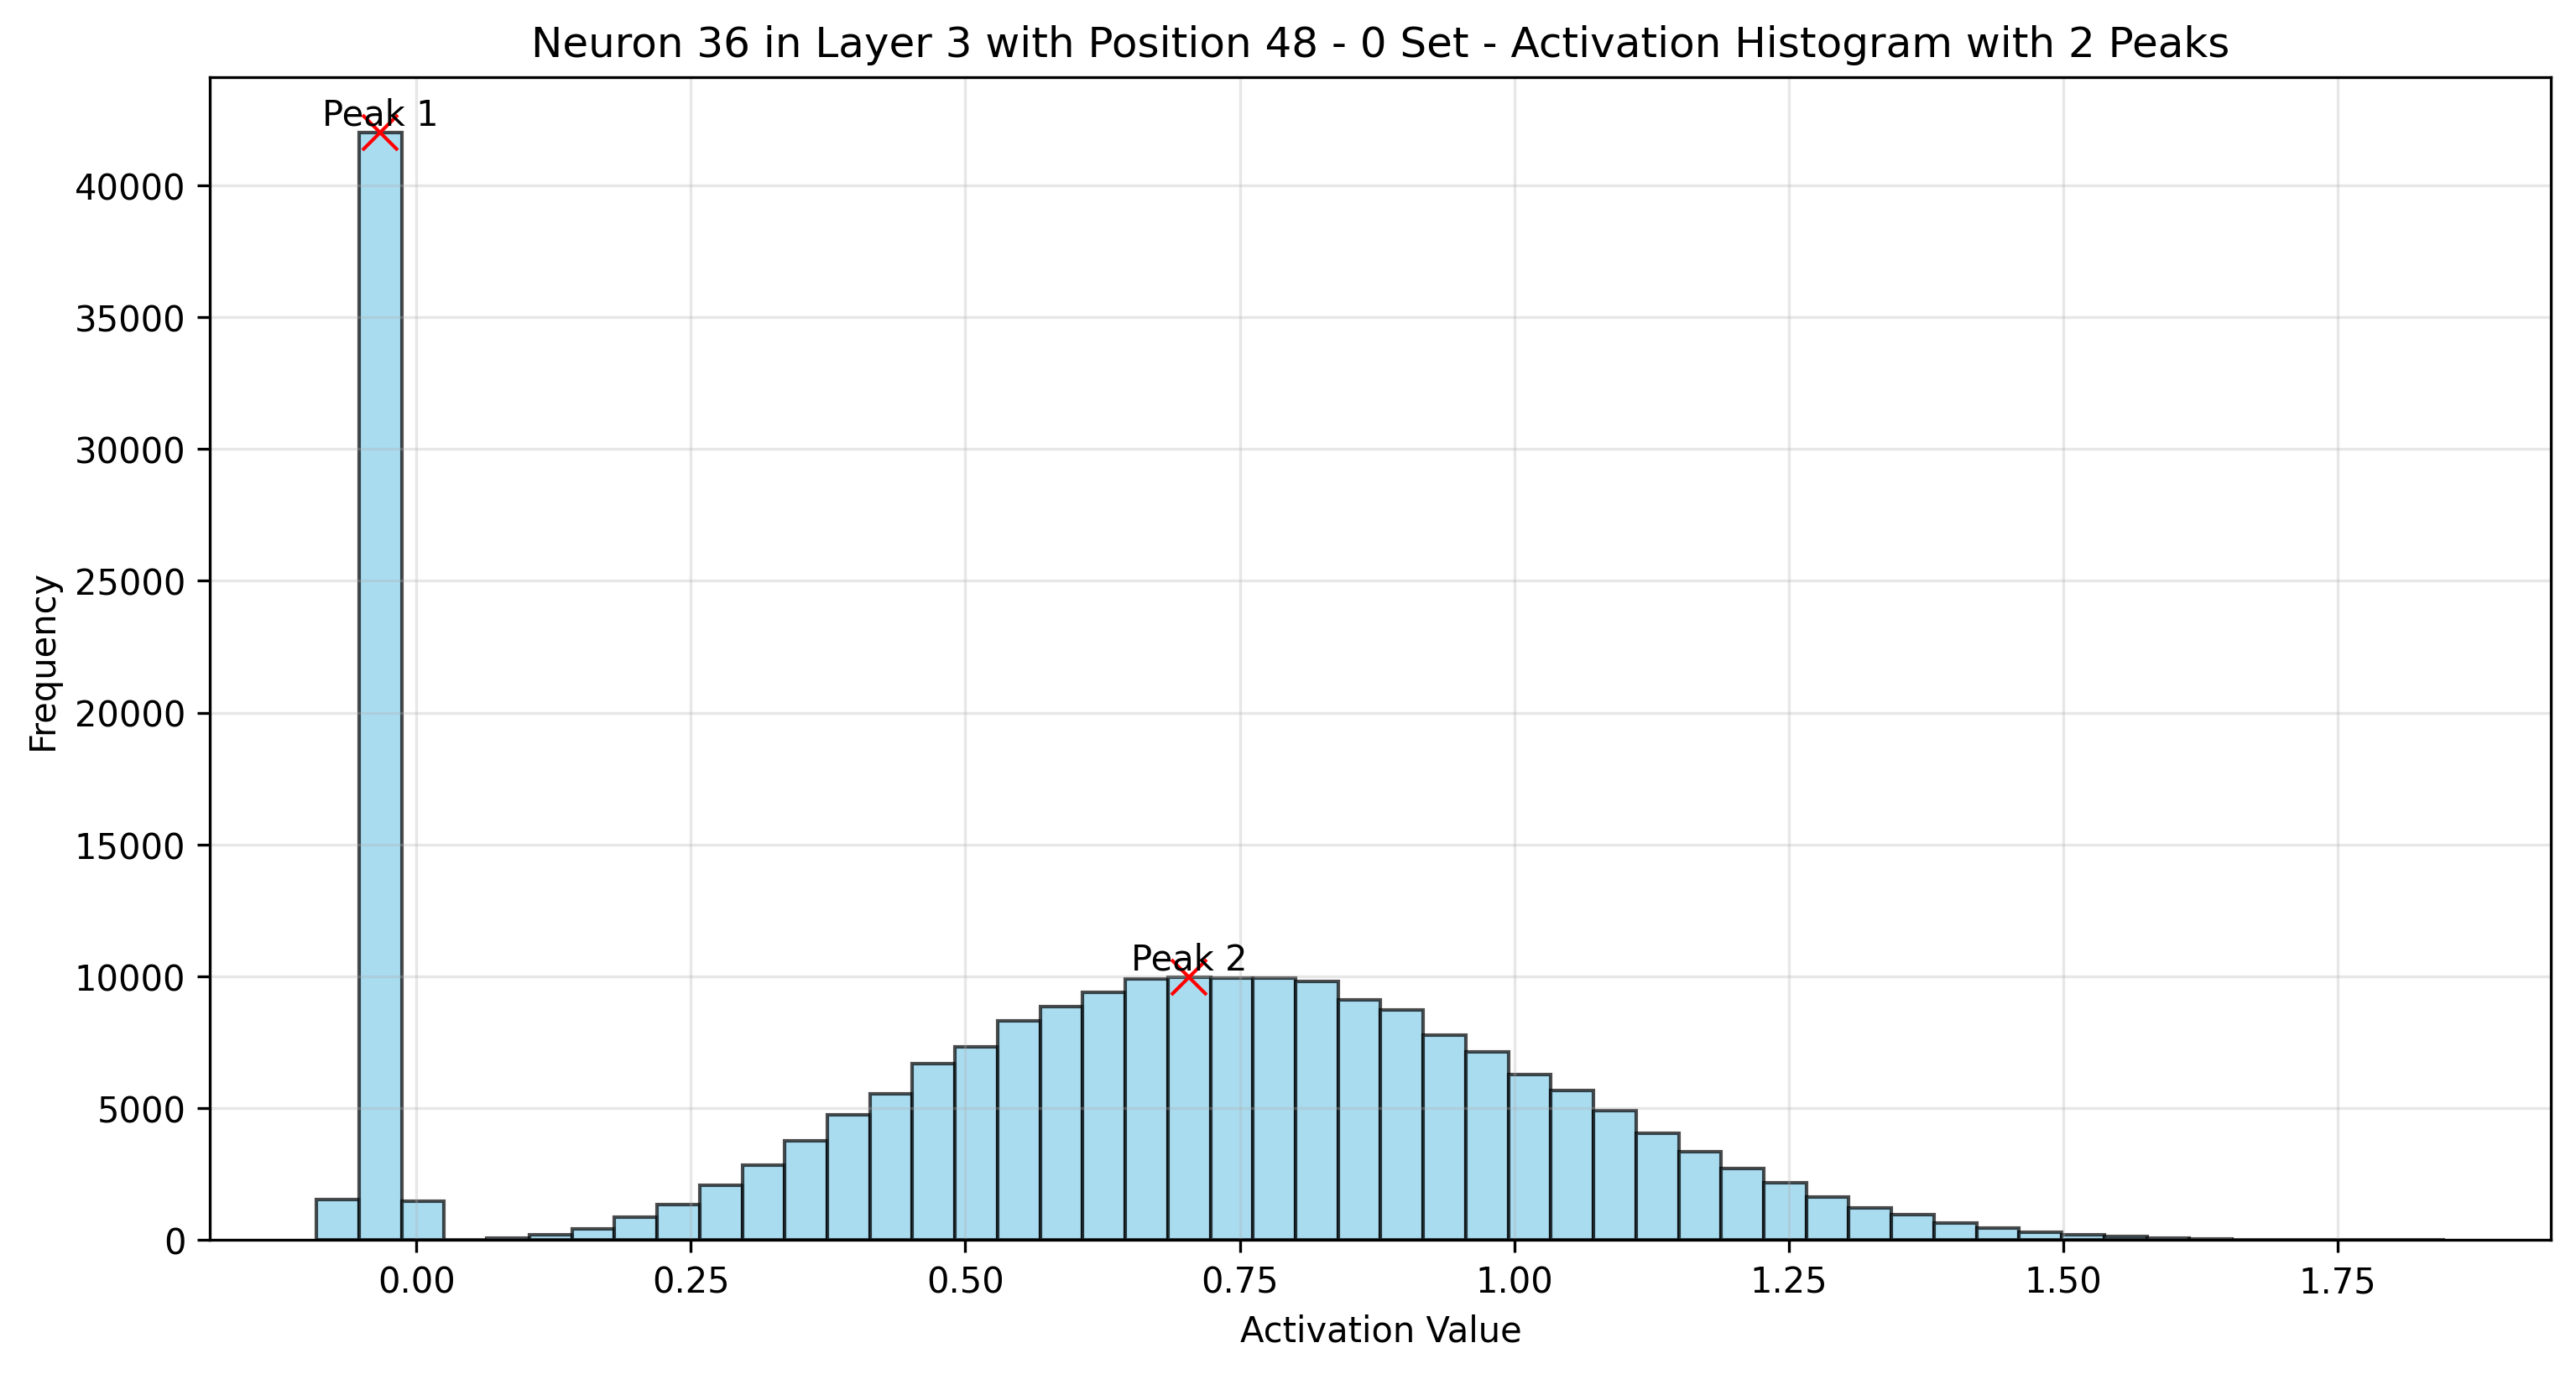 Neuron 36 in Layer 3 with Position 48 - 0 Set - Activation Histogram with 2 Peaks
Peak 1
40000
35000
30000
25000
20000
15000
10000
5000
0
Frequency
Peak 2
0.00 0.25 0.50 0.75 1.00 1.25 1.50 1.75
Activation Value